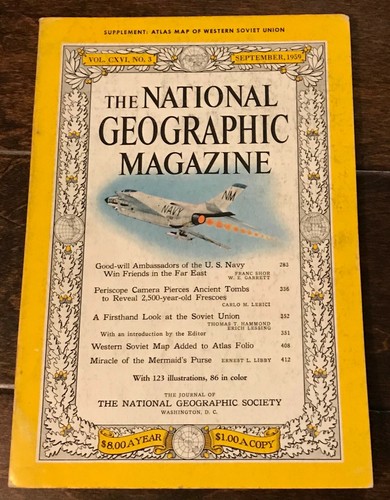 SUPPLEMENT: ATLAS MAP OF WESTERN SOVIET UNION
VOL. CXVI, NO. 3
SEPTEMBER, 1959
THE NATIONAL
GEOGRAPHIC
MAGAZINE
NM
NAVY
Good-will Ambassadors of the U. S. Navy 283
Win Friends in the Far East FRANC SHOR
W. E. GARRETT
Periscope Camera Pierces Ancient Tombs 336
to Reveal 2,500-year-old Frescoes
CARLO M. LERICI
A Firsthand Look at the Soviet Union 352
THOMAS T. HAMMOND
ERICH LESSING
With an introduction by the Editor 351
Western Soviet Map Added to Atlas Folio 408
Miracle of the Mermaid's Purse ERNEST L. LIBBY 412
With 123 illustrations, 86 in color
THE JOURNAL OF
THE NATIONAL GEOGRAPHIC SOCIETY
WASHINGTON, D. C.
$8.00 A YEAR
$1.00 A COPY